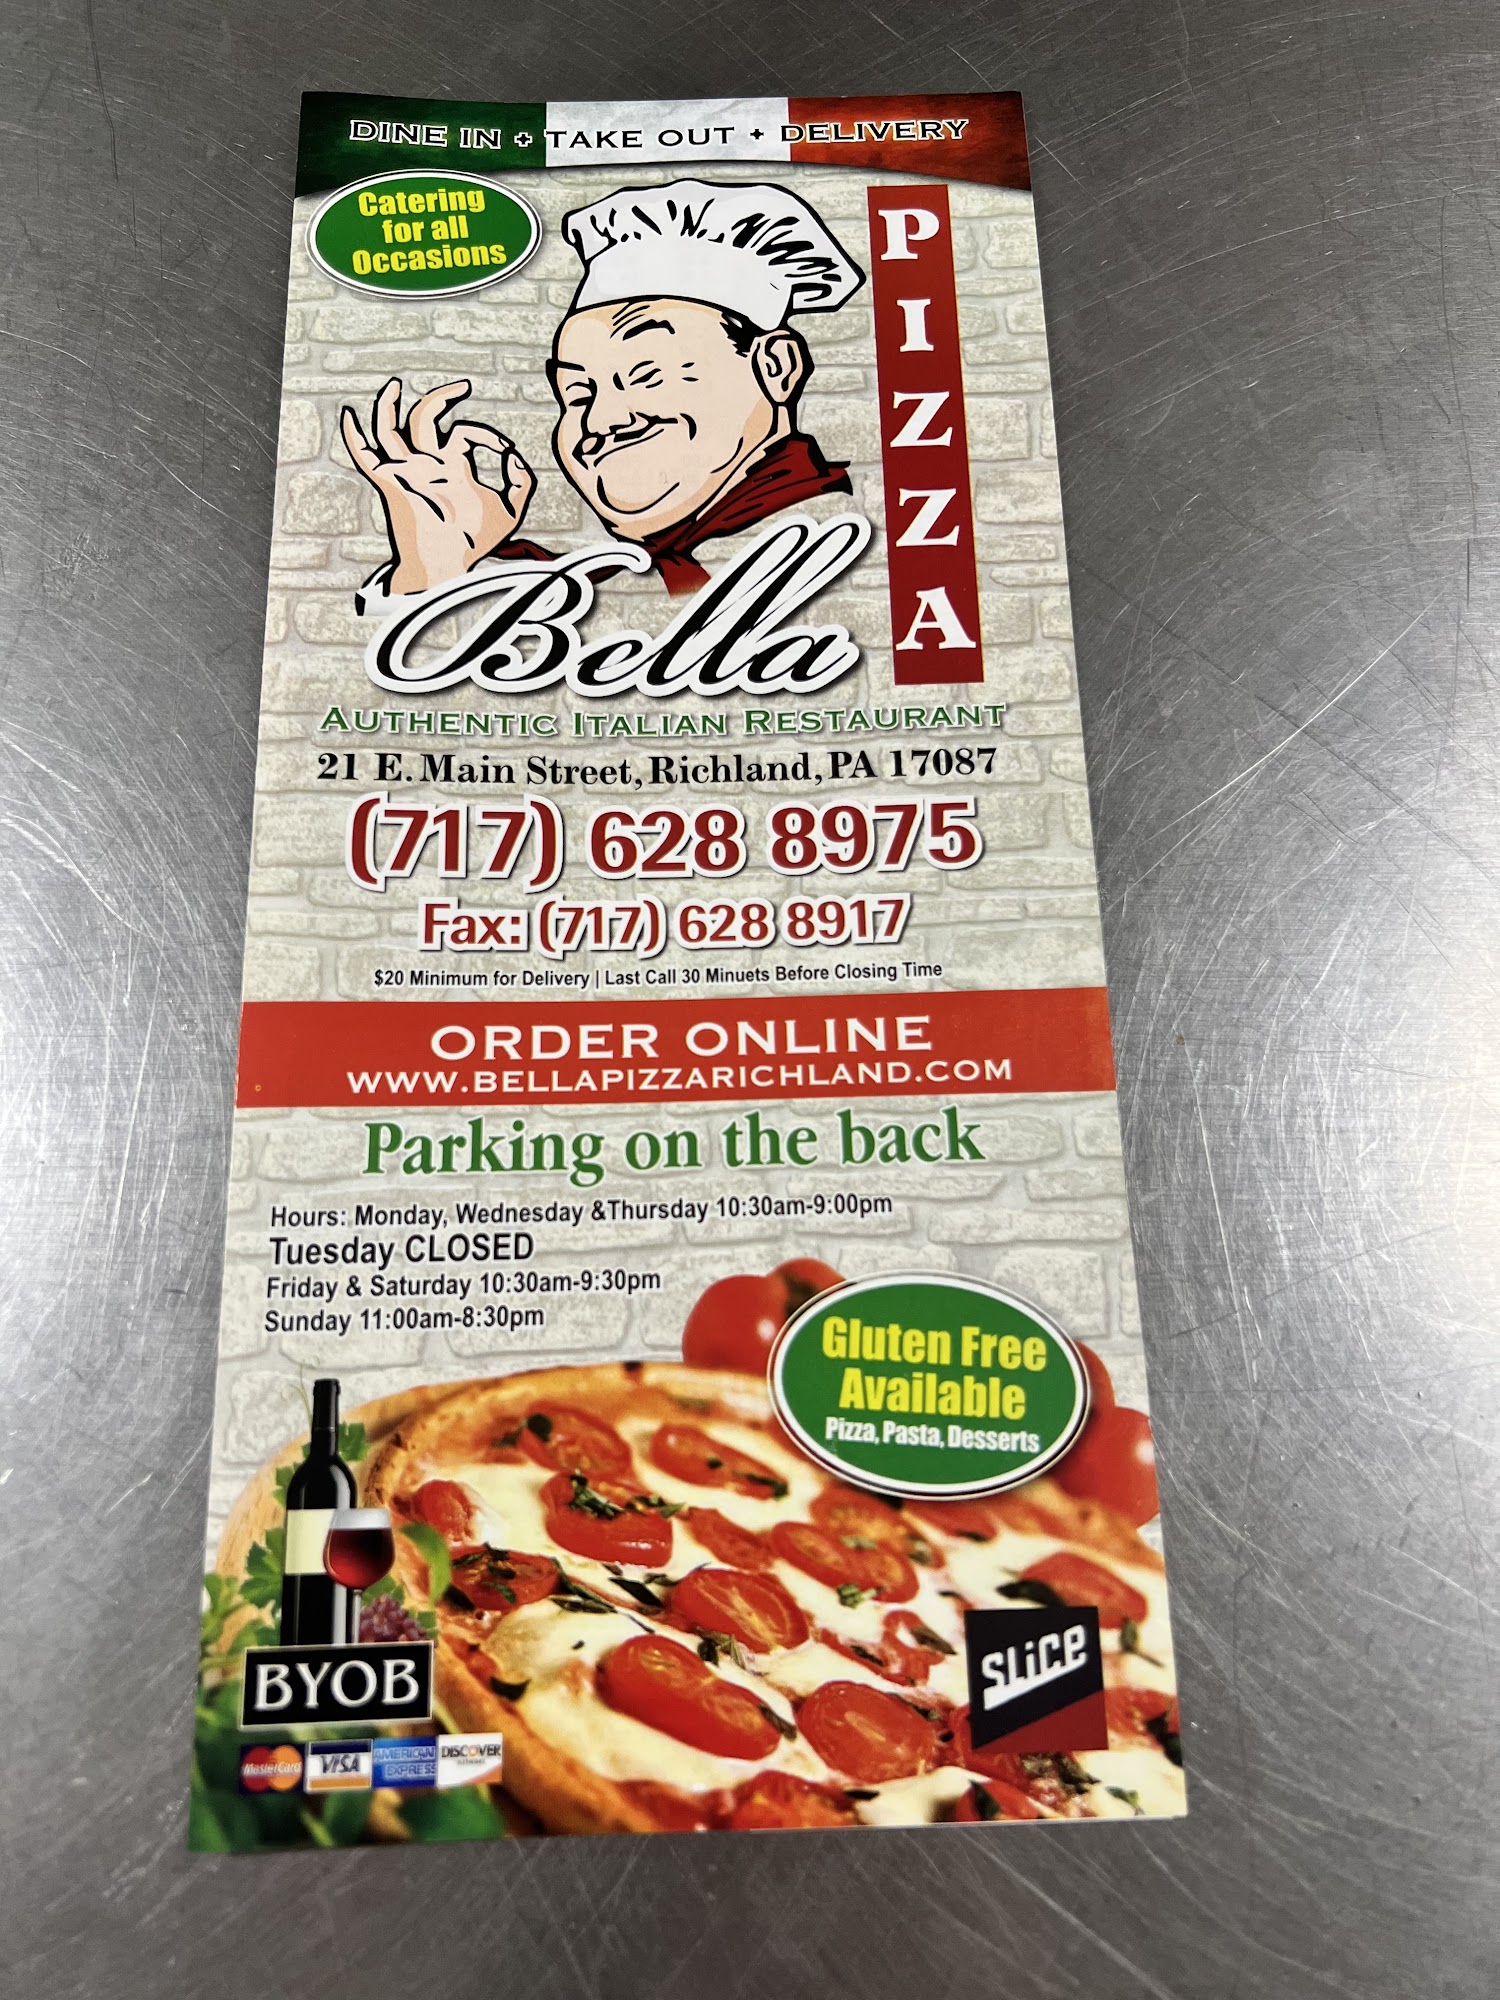 DINE IN + TAKE OUT + DELIVERY
Catering
for all
Occasions
PIZZA
Bella
AUTHENTIC ITALIAN RESTAURANT
21 E. Main Street, Richland, PA 17087
(717) 628 8975
Fax: (717) 628 8917
$20 Minimum for Delivery | Last Call 30 Minuets Before Closing Time
ORDER ONLINE
WWW.BELLAPIZZARICHLAND.COM
Parking on the back
Hours: Monday, Wednesday &Thursday 10:30am-9:00pm
Tuesday CLOSED
Friday & Saturday 10:30am-9:30pm
Sunday 11:00am-8:30pm
Gluten Free
Available
Pizza, Pasta, Desserts
SLiCe
BYOB
MasterCard VISA AMERICAN EXPRESS DISCOVER